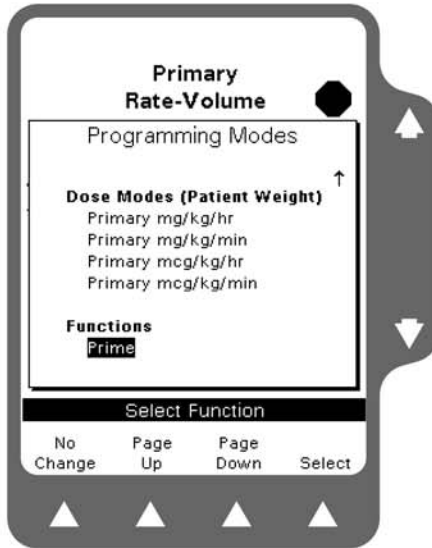 Primary
Rate-Volume
Programming Modes
↑
Dose Modes (Patient Weight)
Primary mg/kg/hr
Primary mg/kg/min
Primary mcg/kg/hr
Primary mcg/kg/min
Functions
Prime
Select Function
No Change
Page Up
Page Down
Select